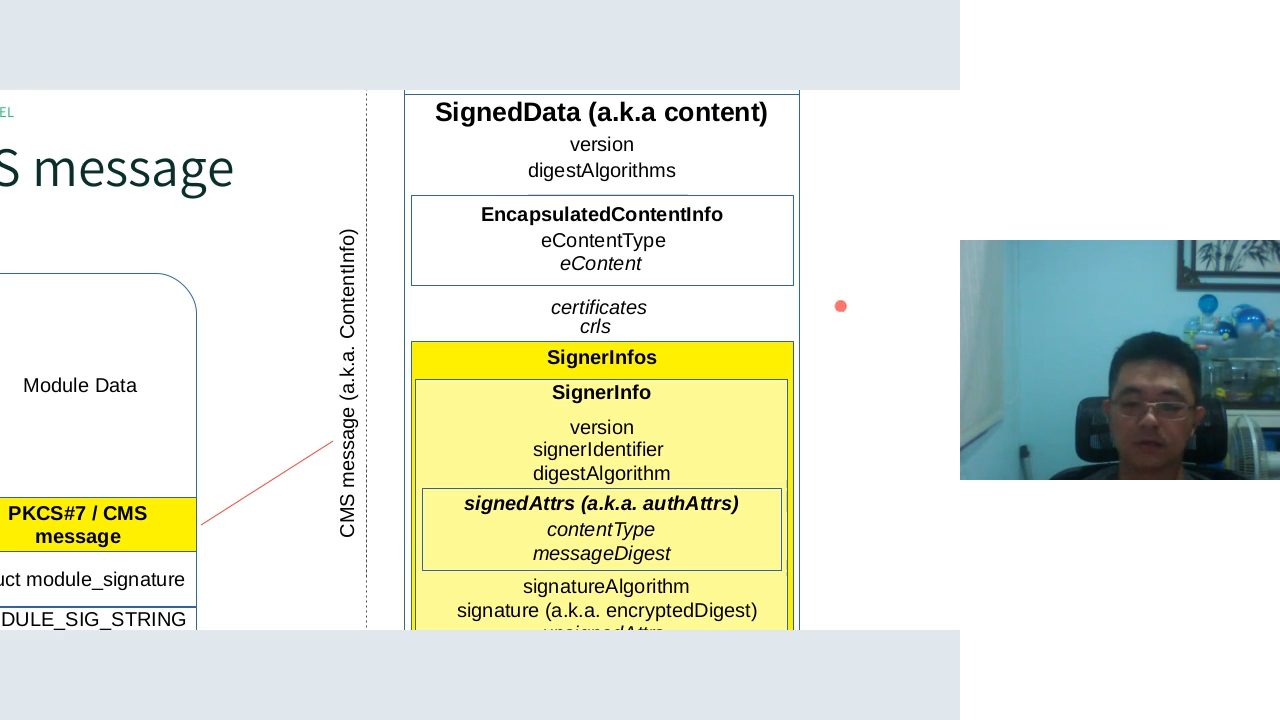 EL
S message
Module Data
PKCS#7 / CMS
message
uct module_signature
DULE_SIG_STRING
CMS message (a.k.a. ContentInfo)
SignedData (a.k.a content)
version
digestAlgorithms
EncapsulatedContentInfo
eContentType
eContent
certificates
crls
SignerInfos
SignerInfo
version
signerIdentifier
digestAlgorithm
signedAttrs (a.k.a. authAttrs)
contentType
messageDigest
signatureAlgorithm
signature (a.k.a. encryptedDigest)